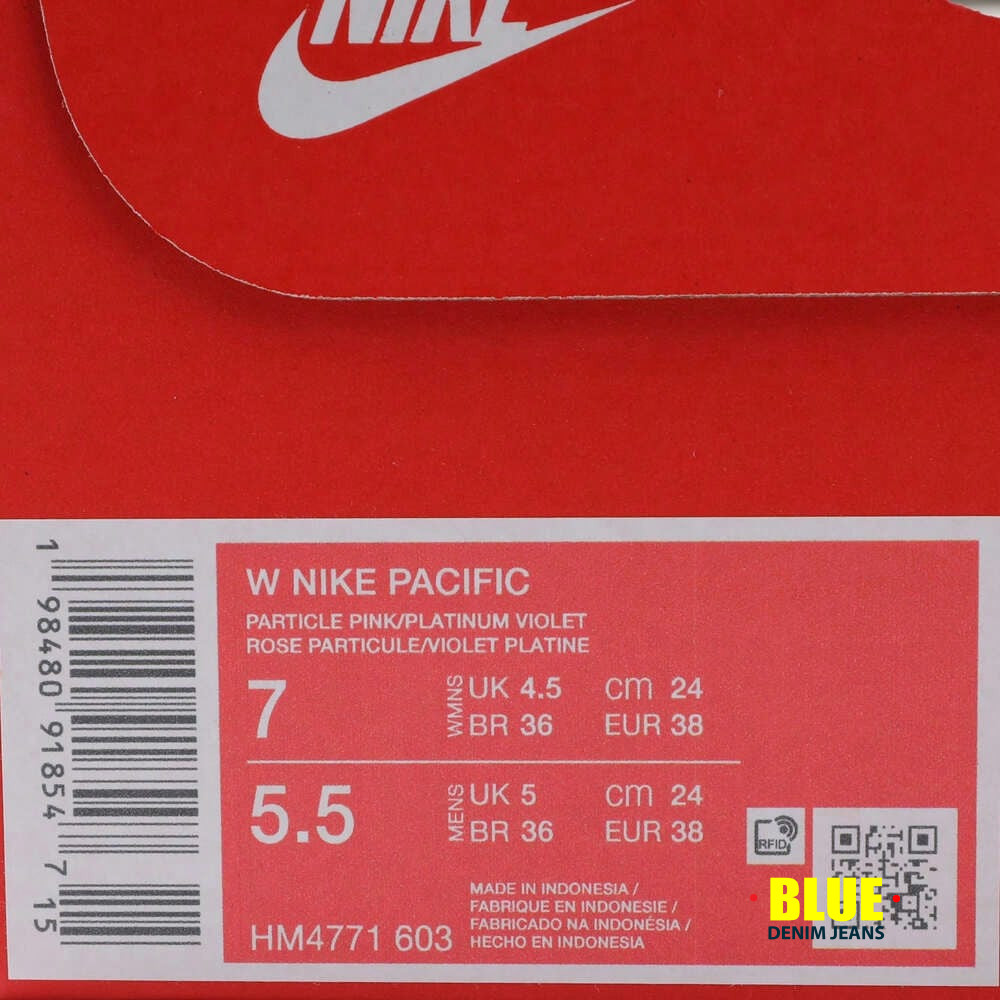 NIKE
W NIKE PACIFIC
PARTICLE PINK/PLATINUM VIOLET
ROSE PARTICULE/VIOLET PLATINE
7 WMNS UK 4.5 cm 24
BR 36 EUR 38
5.5 MENS UK 5 cm 24
BR 36 EUR 38
RFID
MADE IN INDONESIA /
FABRIQUE EN INDONESIE /
FABRICADO NA INDONÉSIA /
HECHO EN INDONESIA
HM4771 603
1 98480 91854 7 15
BLUE
DENIM JEANS